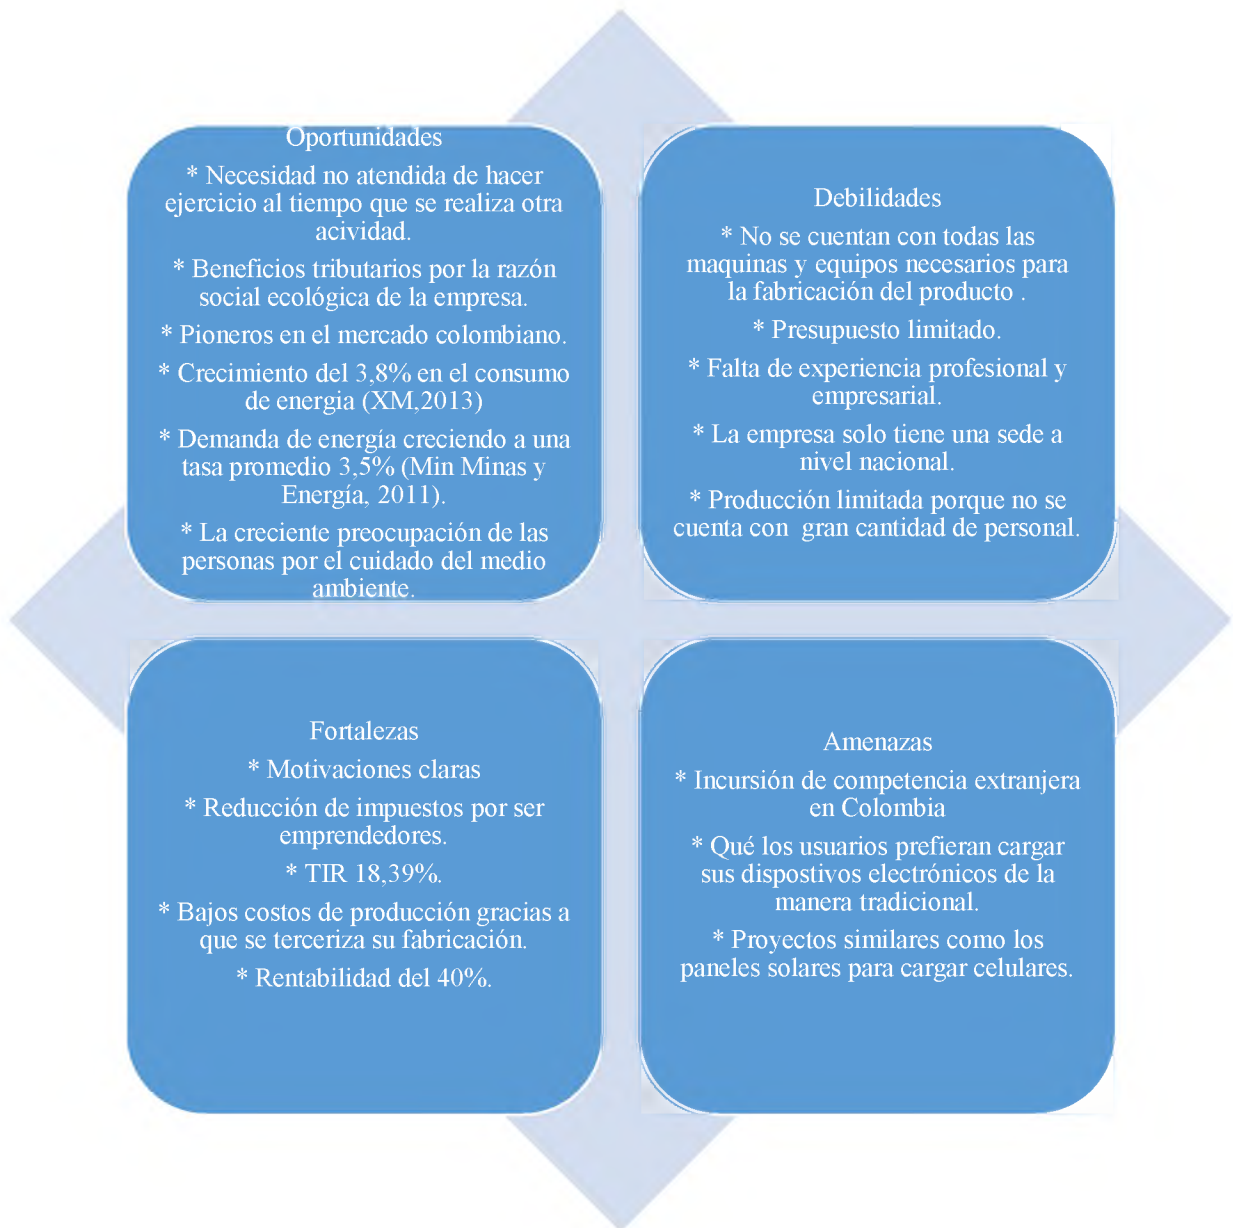 Oportunidades
* Necesidad no atendida de hacer
ejercicio al tiempo que se realiza otra
acividad.
* Beneficios tributarios por la razón
social ecológica de la empresa.
* Pioneros en el mercado colombiano.
* Crecimiento del 3,8% en el consumo
de energia (XM,2013)
* Demanda de energía creciendo a una
tasa promedio 3,5% (Min Minas y
Energía, 2011).
* La creciente preocupación de las
personas por el cuidado del medio
ambiente.
Debilidades
* No se cuentan con todas las
maquinas y equipos necesarios para
la fabricación del producto .
* Presupuesto limitado.
* Falta de experiencia profesional y
empresarial.
* La empresa solo tiene una sede a
nivel nacional.
* Producción limitada porque no se
cuenta con  gran cantidad de personal.
Fortalezas
* Motivaciones claras
* Reducción de impuestos por ser
emprendedores.
* TIR 18,39%.
* Bajos costos de producción gracias a
que se terceriza su fabricación.
* Rentabilidad del 40%.
Amenazas
* Incursión de competencia extranjera
en Colombia
* Qué los usuarios prefieran cargar
sus dispostivos electrónicos de la
manera tradicional.
* Proyectos similares como los
paneles solares para cargar celulares.